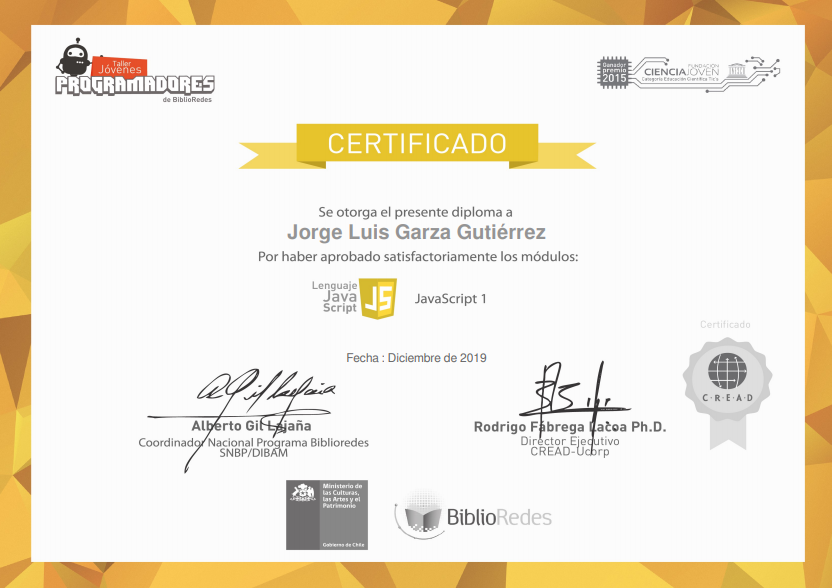 Taller
Jóvenes
PROGRAMADORES
de BiblioRedes
Ganador
premio
2015
FUNDACIÓN
CIENCIAJOVEN
Categoría Educación Científica Tic's
CERTIFICADO
Se otorga el presente diploma a
Jorge Luis Garza Gutiérrez
Por haber aprobado satisfactoriamente los módulos:
Lenguaje
Java
Script
JS
JavaScript 1
Certificado
Fecha : Diciembre de 2019
C·R·E·A·D
Alberto Gil Lajaña
Coordinador Nacional Programa Biblioredes
SNBP/DIBAM
Rodrigo Fábrega Lacoa Ph.D.
Director Ejecutivo
CREAD-Ucorp
Ministerio de
las Culturas,
las Artes y el
Patrimonio
Gobierno de Chile
BiblioRedes